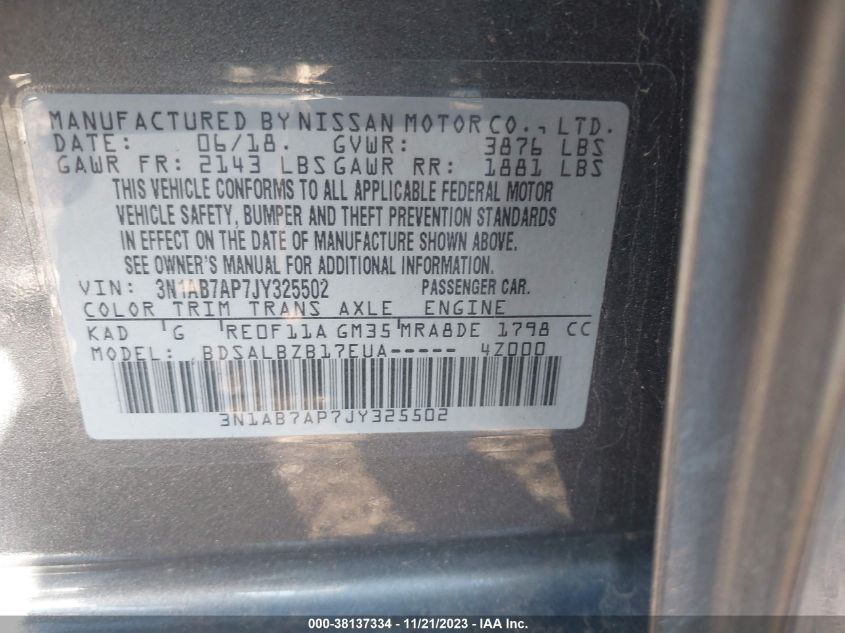 MANUFACTURED BY NISSAN MOTOR CO., LTD.
DATE: 06/18. GVWR: 3876 LBS
GAWR FR: 2143 LBS GAWR RR: 1881 LBS
THIS VEHICLE CONFORMS TO ALL APPLICABLE FEDERAL MOTOR
VEHICLE SAFETY, BUMPER AND THEFT PREVENTION STANDARDS
IN EFFECT ON THE DATE OF MANUFACTURE SHOWN ABOVE.
SEE OWNER'S MANUAL FOR ADDITIONAL INFORMATION.
VIN: 3N1AB7AP7JY325502 PASSENGER CAR.
COLOR TRIM TRANS AXLE ENGINE
KAD G RE0F11A GM35 MRA8DE 1798 CC
MODEL: BDSALBZB17EUA----- 4Z000
3N1AB7AP7JY325502
000-38137334 - 11/21/2023 - IAA Inc.